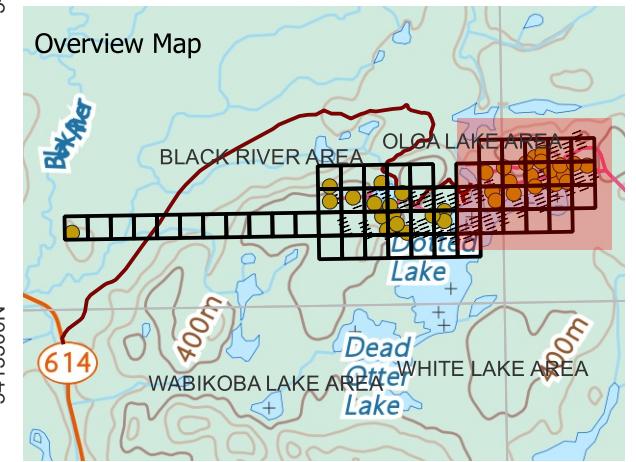 Overview Map
Black River
OLGA LAKE AREA
BLACK RIVER AREA
Dotted
Lake
400m
614
Dead
Otter
Lake
WHITE LAKE AREA
400m
WABIKOBA LAKE AREA